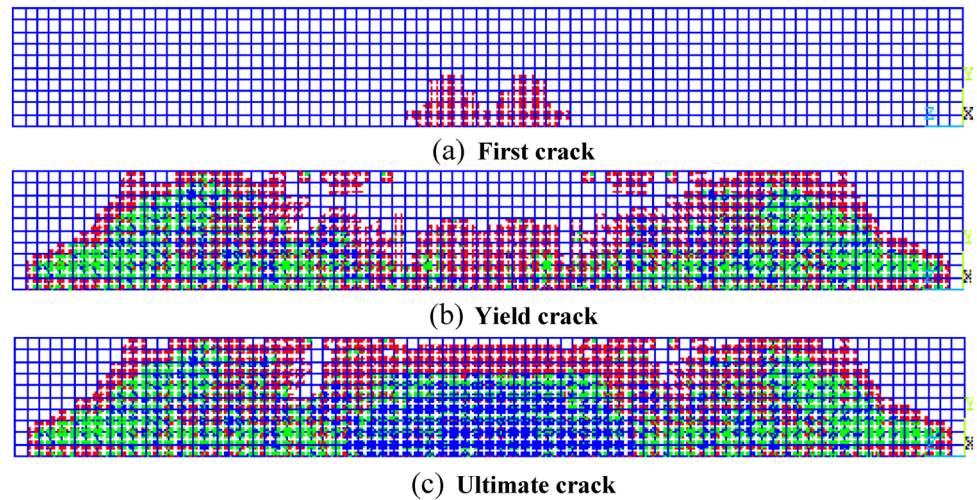 Y
Z X
(a) First crack
Y
Z X
(b) Yield crack
Y
Z X
(c) Ultimate crack